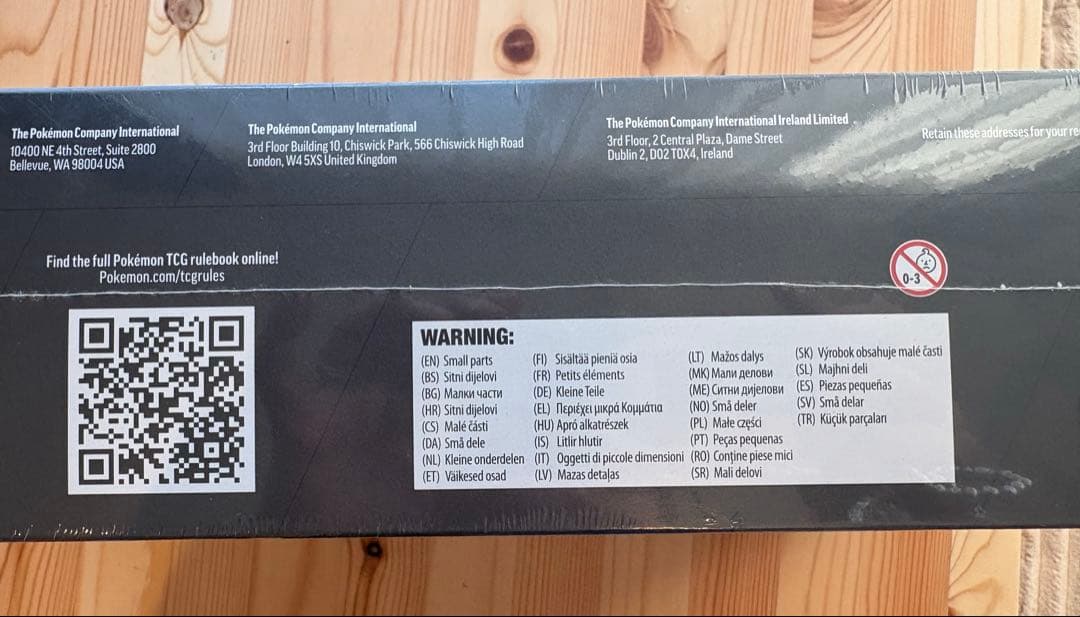 The Pokémon Company International
10400 NE 4th Street, Suite 2800
Bellevue, WA 98004 USA
The Pokémon Company International
3rd Floor Building 10, Chiswick Park, 566 Chiswick High Road
London, W4 5XS United Kingdom
The Pokémon Company International Ireland Limited
3rd Floor, 2 Central Plaza, Dame Street
Dublin 2, D02 T0X4, Ireland
Retain these addresses for your
Find the full Pokémon TCG rulebook online!
Pokemon.com/tcgrules
0-3
WARNING:
(EN) Small parts
(BS) Sitni dijelovi
(BG) Малки части
(HR) Sitni dijelovi
(CS) Malé části
(DA) Små dele
(NL) Kleine onderdelen
(ET) Väikesed osad
(FI) Sisältää pieniä osia
(FR) Petits éléments
(DE) Kleine Teile
(EL) Περιέχει μικρά Κομμάτια
(HU) Apró alkatrészek
(IS) Litlir hlutir
(IT) Oggetti di piccole dimensioni
(LV) Mazas detaļas
(LT) Mažos dalys
(MK) Мали делови
(ME) Ситни дијелови
(NO) Små deler
(PL) Małe części
(PT) Peças pequenas
(RO) Conține piese mici
(SR) Mali delovi
(SK) Výrobok obsahuje malé časti
(SL) Majhni deli
(ES) Piezas pequeñas
(SV) Små delar
(TR) Küçük parçaları